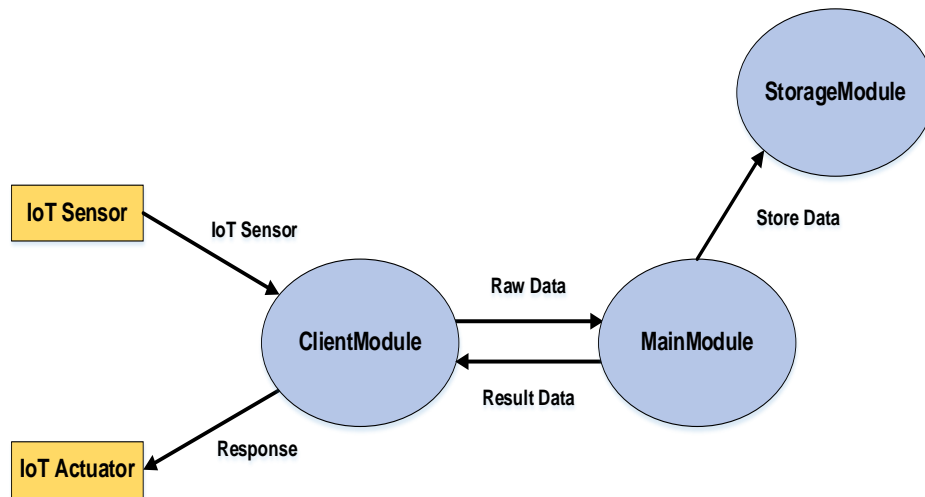 StorageModule
IoT Sensor
IoT Sensor
Store Data
Raw Data
ClientModule
MainModule
Result Data
Response
IoT Actuator